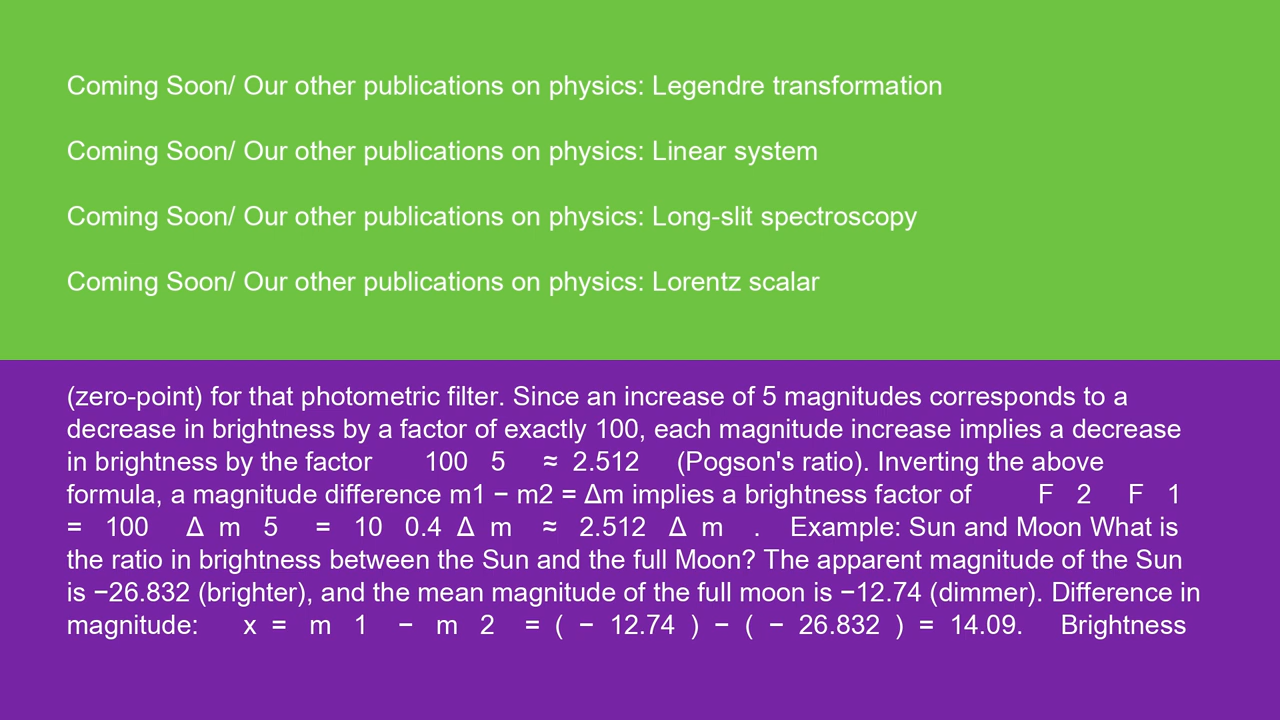 Coming Soon/ Our other publications on physics: Legendre transformation
Coming Soon/ Our other publications on physics: Linear system
Coming Soon/ Our other publications on physics: Long-slit spectroscopy
Coming Soon/ Our other publications on physics: Lorentz scalar
(zero-point) for that photometric filter. Since an increase of 5 magnitudes corresponds to a
decrease in brightness by a factor of exactly 100, each magnitude increase implies a decrease
in brightness by the factor 100 5 ≈ 2.512 (Pogson's ratio). Inverting the above
formula, a magnitude difference m1 − m2 = Δm implies a brightness factor of F 2 F 1
= 100 Δ m 5 = 10 0.4 Δ m ≈ 2.512 Δ m . Example: Sun and Moon What is
the ratio in brightness between the Sun and the full Moon? The apparent magnitude of the Sun
is −26.832 (brighter), and the mean magnitude of the full moon is −12.74 (dimmer). Difference in
magnitude: x = m 1 − m 2 = ( − 12.74 ) − ( − 26.832 ) = 14.09. Brightness